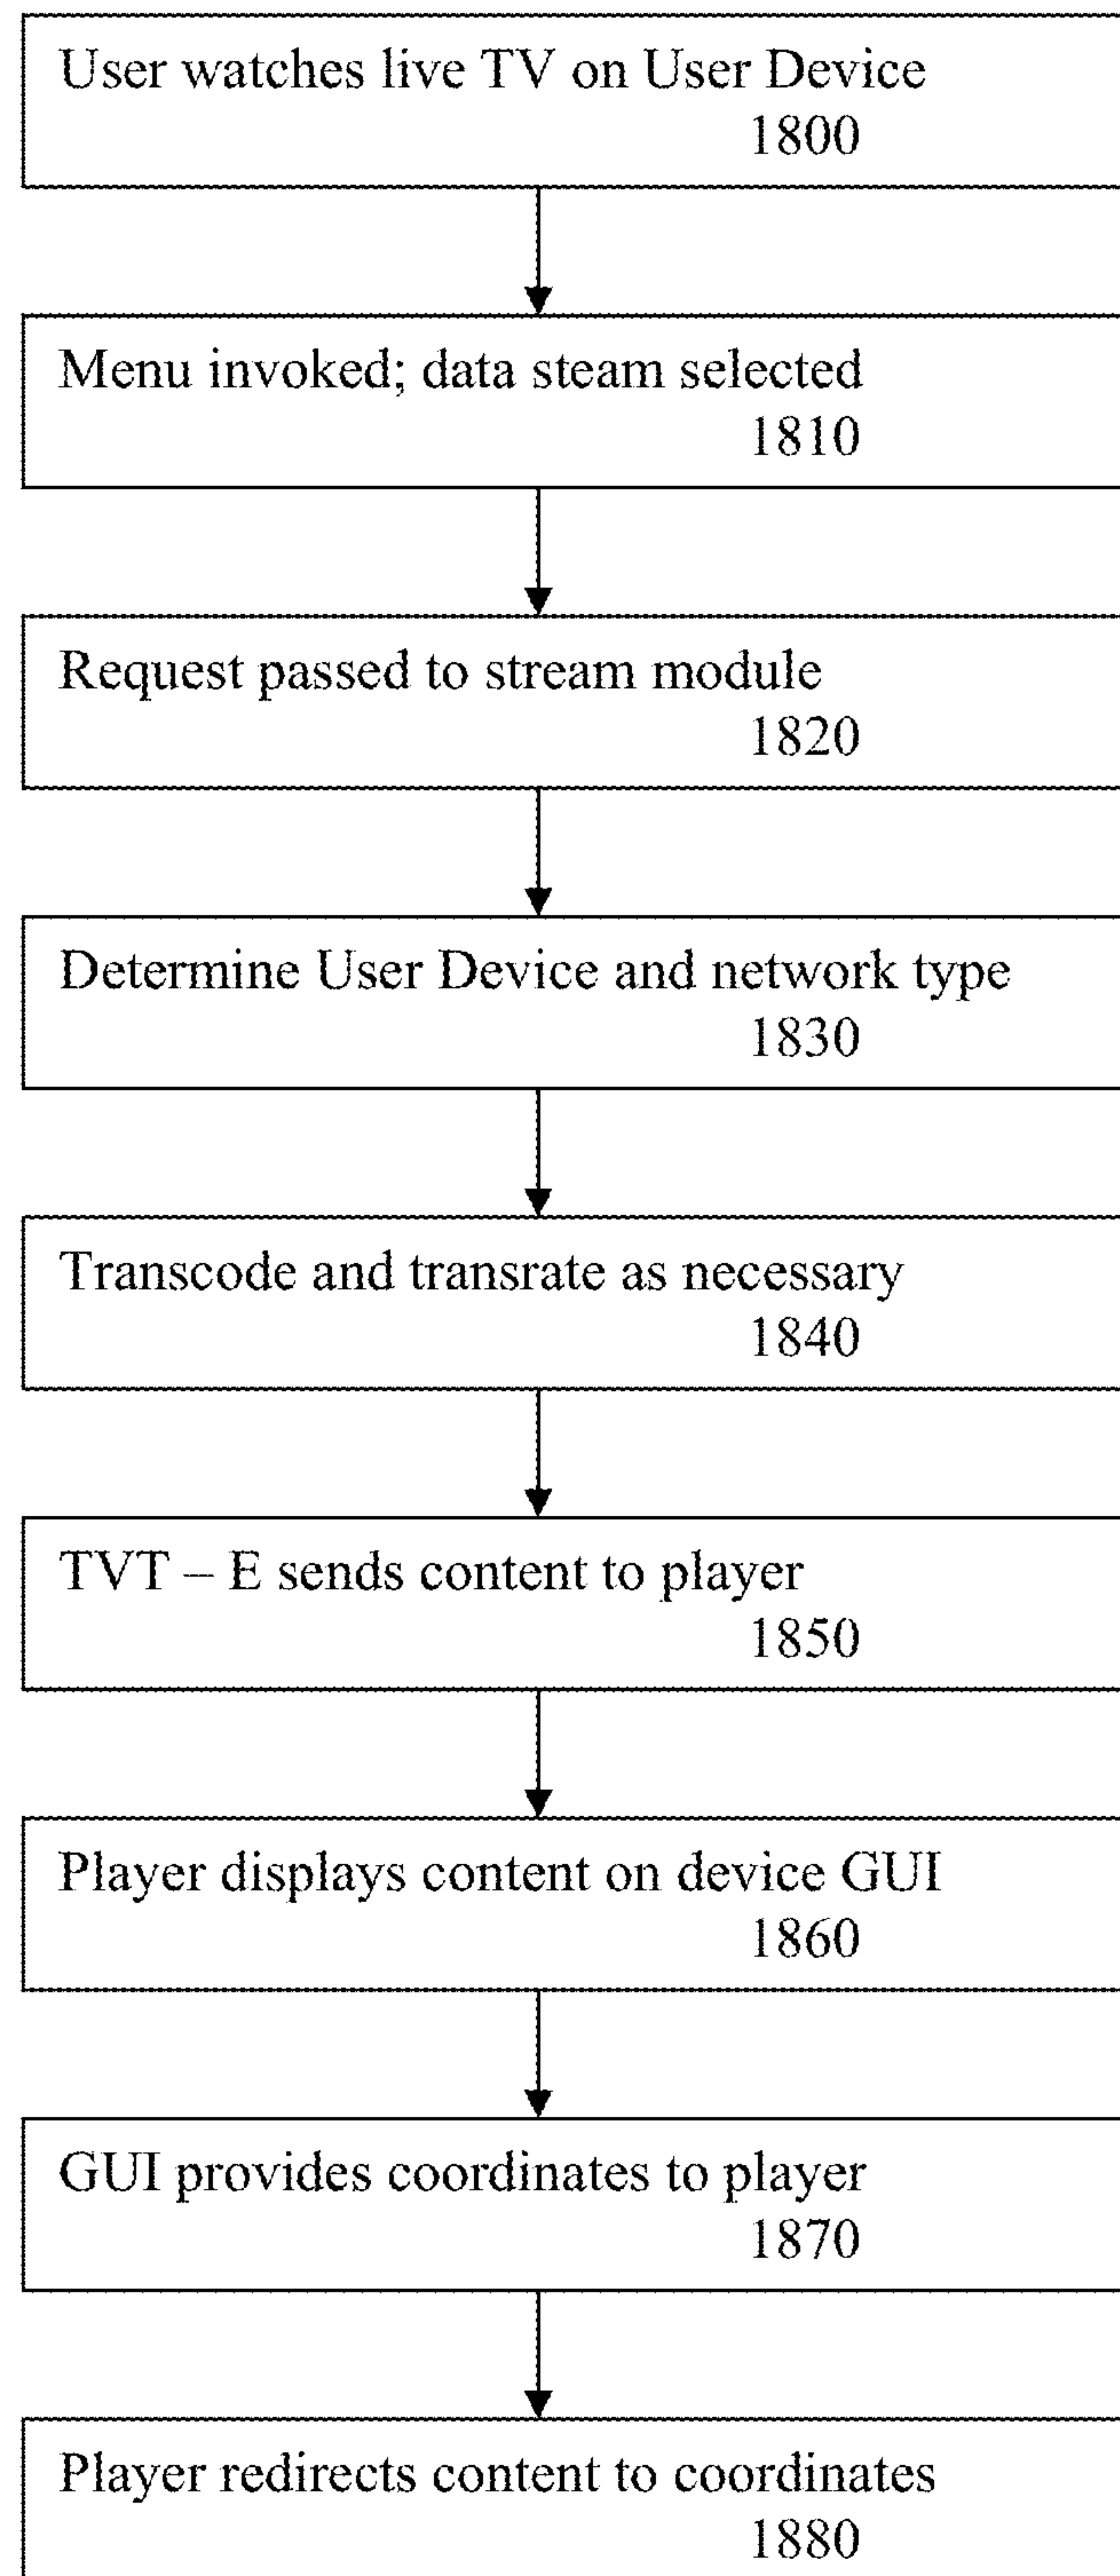 User watches live TV on User Device
1800
Menu invoked; data steam selected
1810
Request passed to stream module
1820
Determine User Device and network type
1830
Transcode and transrate as necessary
1840
TVT – E sends content to player
1850
Player displays content on device GUI
1860
GUI provides coordinates to player
1870
Player redirects content to coordinates
1880